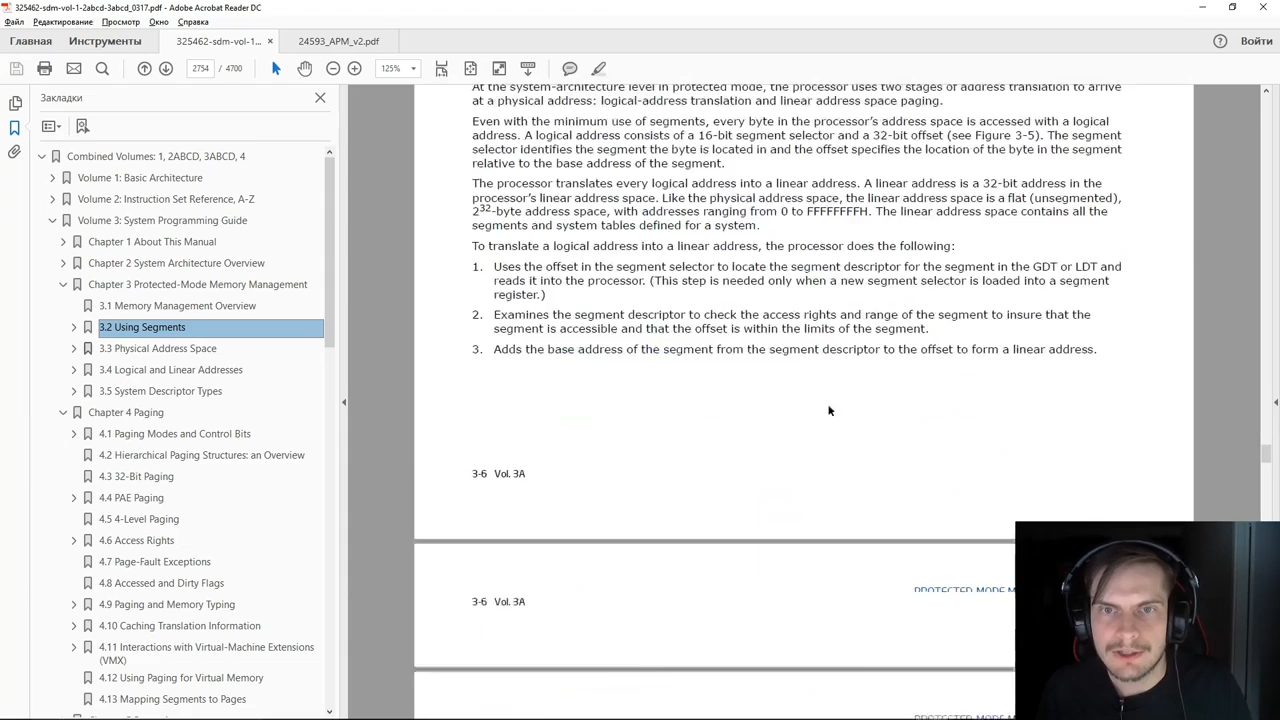 325462-sdm-vol-1-2abcd-3abcd_0317.pdf - Adobe Acrobat Reader DC
Файл Редактирование Просмотр Окно Справка
Главная Инструменты 325462-sdm-vol-1-... × 24593_APM_v2.pdf Войти
2754 / 4700 125%
Закладки
Combined Volumes: 1, 2ABCD, 3ABCD, 4
Volume 1: Basic Architecture
Volume 2: Instruction Set Reference, A-Z
Volume 3: System Programming Guide
Chapter 1 About This Manual
Chapter 2 System Architecture Overview
Chapter 3 Protected-Mode Memory Management
3.1 Memory Management Overview
3.2 Using Segments
3.3 Physical Address Space
3.4 Logical and Linear Addresses
3.5 System Descriptor Types
Chapter 4 Paging
4.1 Paging Modes and Control Bits
4.2 Hierarchical Paging Structures: an Overview
4.3 32-Bit Paging
4.4 PAE Paging
4.5 4-Level Paging
4.6 Access Rights
4.7 Page-Fault Exceptions
4.8 Accessed and Dirty Flags
4.9 Paging and Memory Typing
4.10 Caching Translation Information
4.11 Interactions with Virtual-Machine Extensions
(VMX)
4.12 Using Paging for Virtual Memory
4.13 Mapping Segments to Pages
At the system-architecture level in protected mode, the processor uses two stages of address translation to arrive
at a physical address: logical-address translation and linear address space paging.
Even with the minimum use of segments, every byte in the processor's address space is accessed with a logical
address. A logical address consists of a 16-bit segment selector and a 32-bit offset (see Figure 3-5). The segment
selector identifies the segment the byte is located in and the offset specifies the location of the byte in the segment
relative to the base address of the segment.
The processor translates every logical address into a linear address. A linear address is a 32-bit address in the
processor's linear address space. Like the physical address space, the linear address space is a flat (unsegmented),
2^32-byte address space, with addresses ranging from 0 to FFFFFFFFH. The linear address space contains all the
segments and system tables defined for a system.
To translate a logical address into a linear address, the processor does the following:
1. Uses the offset in the segment selector to locate the segment descriptor for the segment in the GDT or LDT and
reads it into the processor. (This step is needed only when a new segment selector is loaded into a segment
register.)
2. Examines the segment descriptor to check the access rights and range of the segment to insure that the
segment is accessible and that the offset is within the limits of the segment.
3. Adds the base address of the segment from the segment descriptor to the offset to form a linear address.
3-6 Vol. 3A
PROTECTED-MODE M
3-6 Vol. 3A